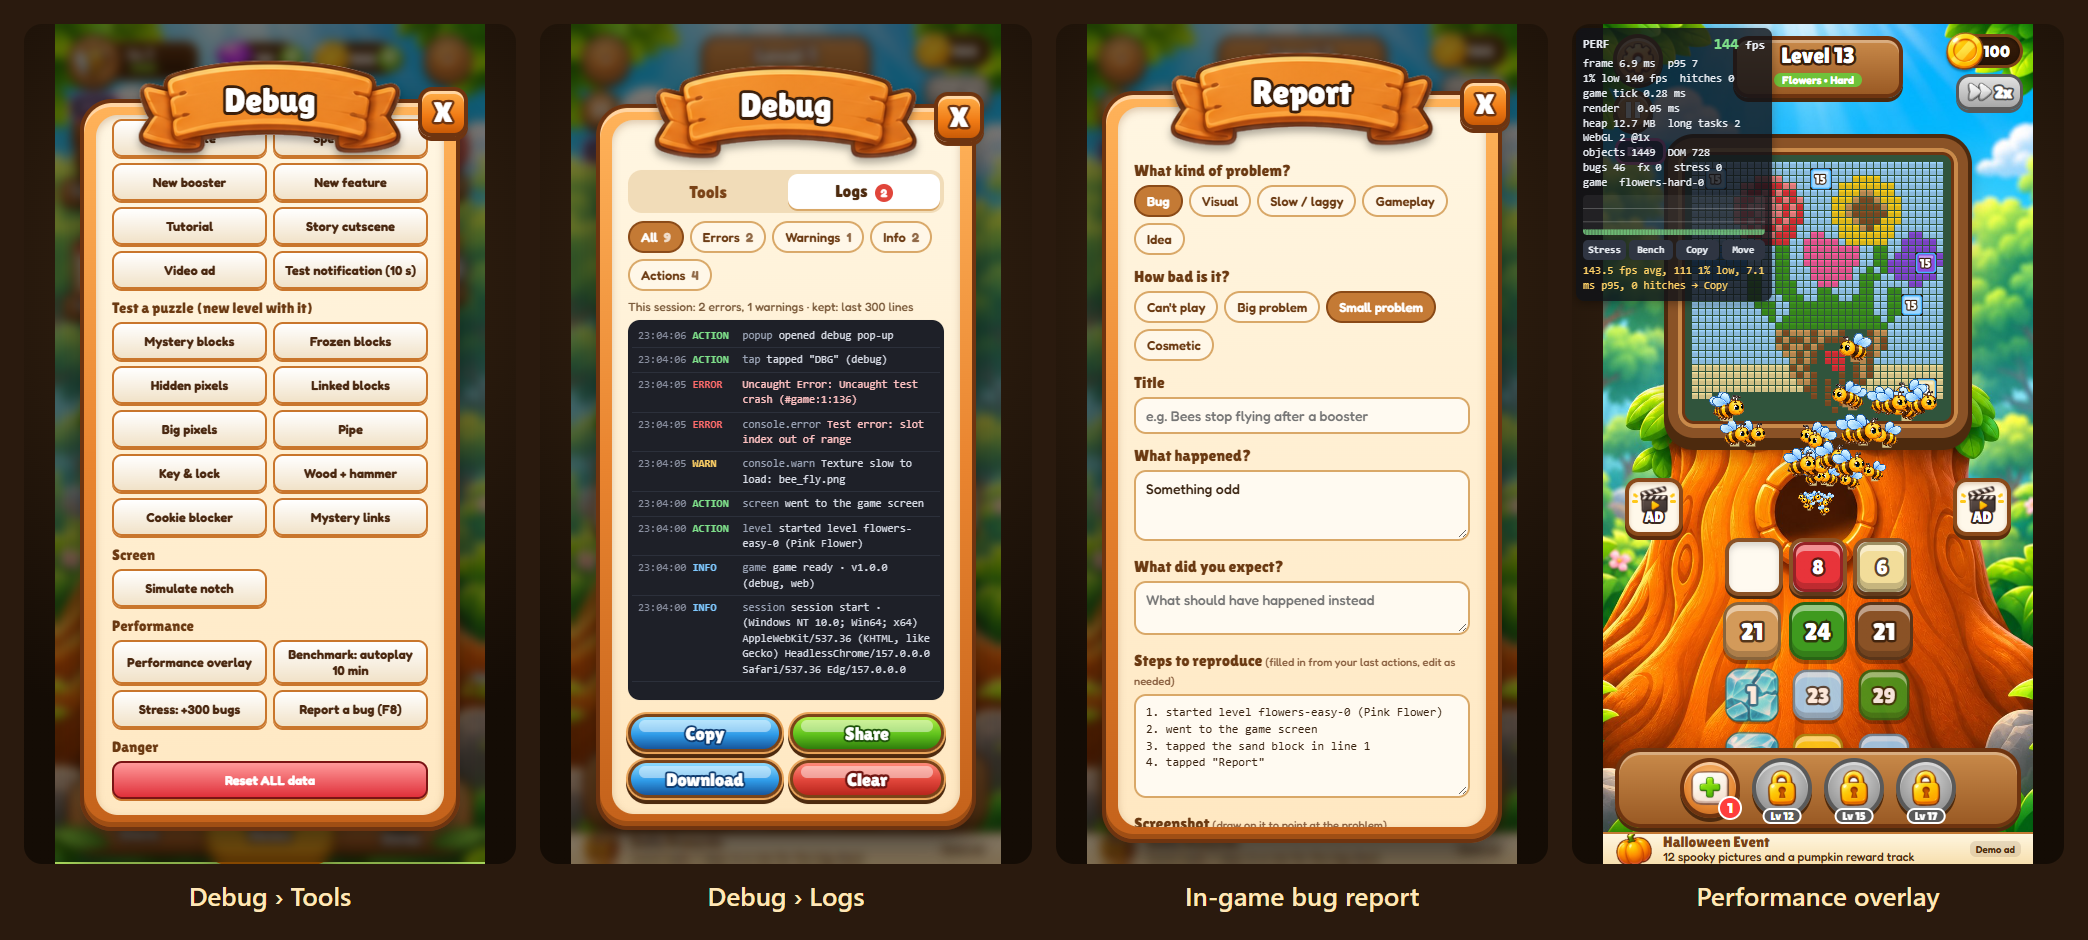 Debug
X
New booster
New feature
Tutorial
Story cutscene
Video ad
Test notification (10 s)
Test a puzzle (new level with it)
Mystery blocks
Frozen blocks
Hidden pixels
Linked blocks
Big pixels
Pipe
Key & lock
Wood + hammer
Cookie blocker
Mystery links
Screen
Simulate notch
Performance
Performance overlay
Benchmark: autoplay
10 min
Stress: +300 bugs
Report a bug (F8)
Danger
Reset ALL data
Debug › Tools
Debug
X
Tools
Logs 2
All 9
Errors 2
Warnings 1
Info 2
Actions 4
This session: 2 errors, 1 warnings · kept: last 300 lines
23:04:06 ACTION popup opened debug pop-up
23:04:06 ACTION tap tapped "DBG" (debug)
23:04:05 ERROR Uncaught Error: Uncaught test
crash (#game:1:136)
23:04:05 ERROR console.error Test error: slot
index out of range
23:04:05 WARN console.warn Texture slow to
load: bee_fly.png
23:04:05 ACTION screen went to the game screen
23:04:00 ACTION level started level flowers-
easy-0 (Pink Flower)
23:04:00 INFO game game ready · v1.0.0
(debug, web)
23:04:00 INFO session session start ·
(Windows NT 10.0; Win64; x64)
AppleWebKit/537.36 (KHTML, like
Gecko) HeadlessChrome/157.0.0.0
Safari/537.36 Edg/157.0.0.0
Copy
Share
Download
Clear
Debug › Logs
Report
X
What kind of problem?
Bug
Visual
Slow / laggy
Gameplay
Idea
How bad is it?
Can't play
Big problem
Small problem
Cosmetic
Title
e.g. Bees stop flying after a booster
What happened?
Something odd
What did you expect?
What should have happened instead
Steps to reproduce (filled in from your last actions, edit as
needed)
1. started level flowers-easy-0 (Pink Flower)
2. went to the game screen
3. tapped the sand block in line 1
4. tapped "Report"
Screenshot (draw on it to point at the problem)
In-game bug report
PERF 144 fps
frame 6.9 ms p95 7
1% low 140 fps hitches 0
game tick 0.28 ms
render 0.05 ms
heap 12.7 MB long tasks 2
WebGL 2 @1x
objects 1449 DOM 728
bugs 46 fx 0 stress 0
game flowers-hard-0
Stress
Bench
Copy
Move
143.5 fps avg, 111 1% low, 7.1
ms p95, 0 hitches → Copy
Level 13
Flowers • Hard
100
2x
15
15
15
15
AD
AD
8
6
21
24
21
1
23
29
1
Lv 12
Lv 15
Lv 17
Halloween Event
12 spooky pictures and a pumpkin reward track
Demo ad
Performance overlay